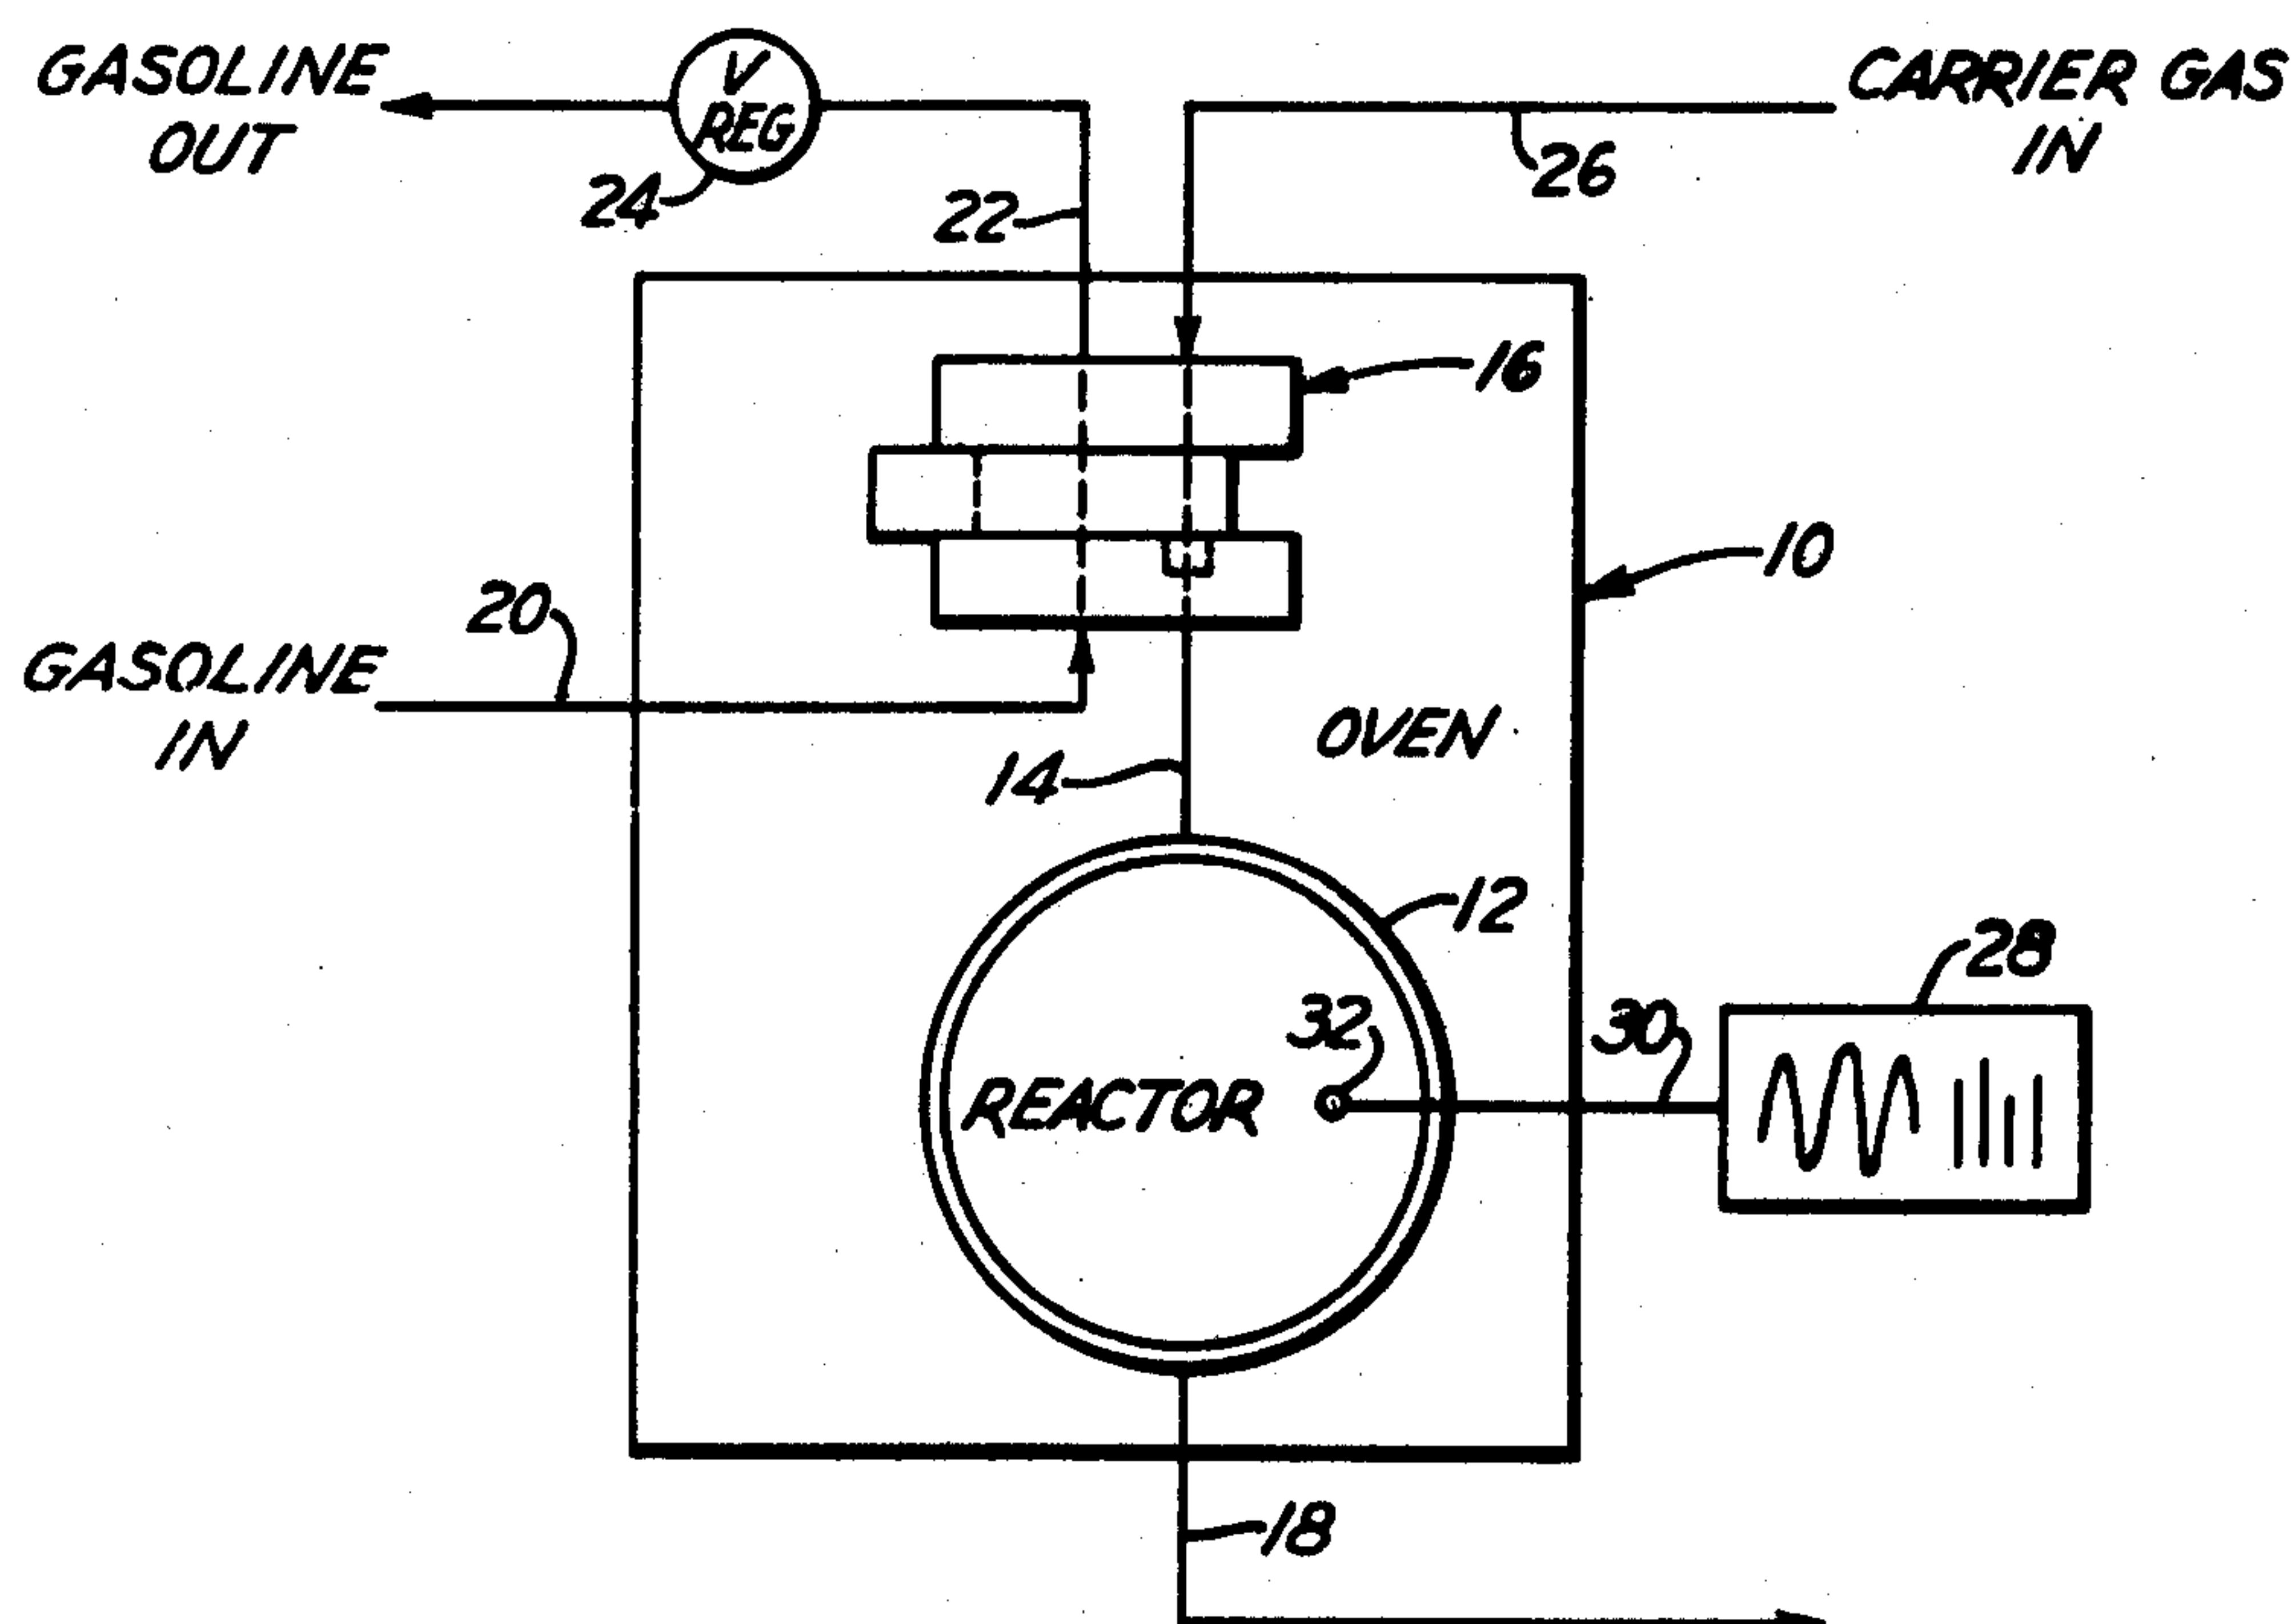 GASOLINE
OUT
V
REG
24
22
CARRIER GAS
IN
26
16
10
20
GASOLINE
IN
OVEN
14
12
28
32
30
REACTOR
18